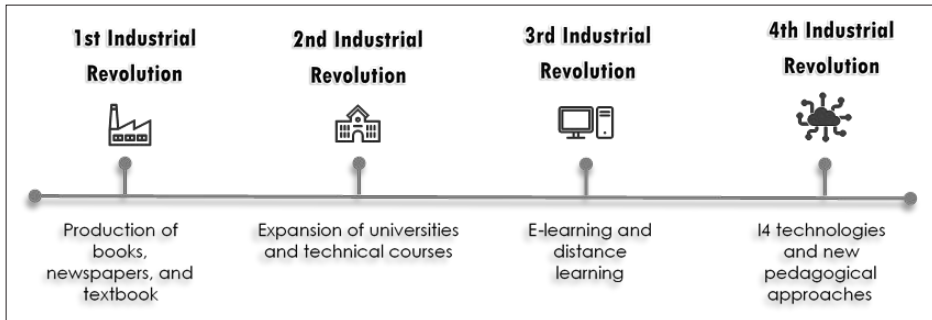 1st Industrial
Revolution
2nd Industrial
Revolution
3rd Industrial
Revolution
4th Industrial
Revolution
Production of
books,
newspapers, and
textbook
Expansion of universities
and technical courses
E-learning and
distance
learning
I4 technologies
and new
pedagogical
approaches